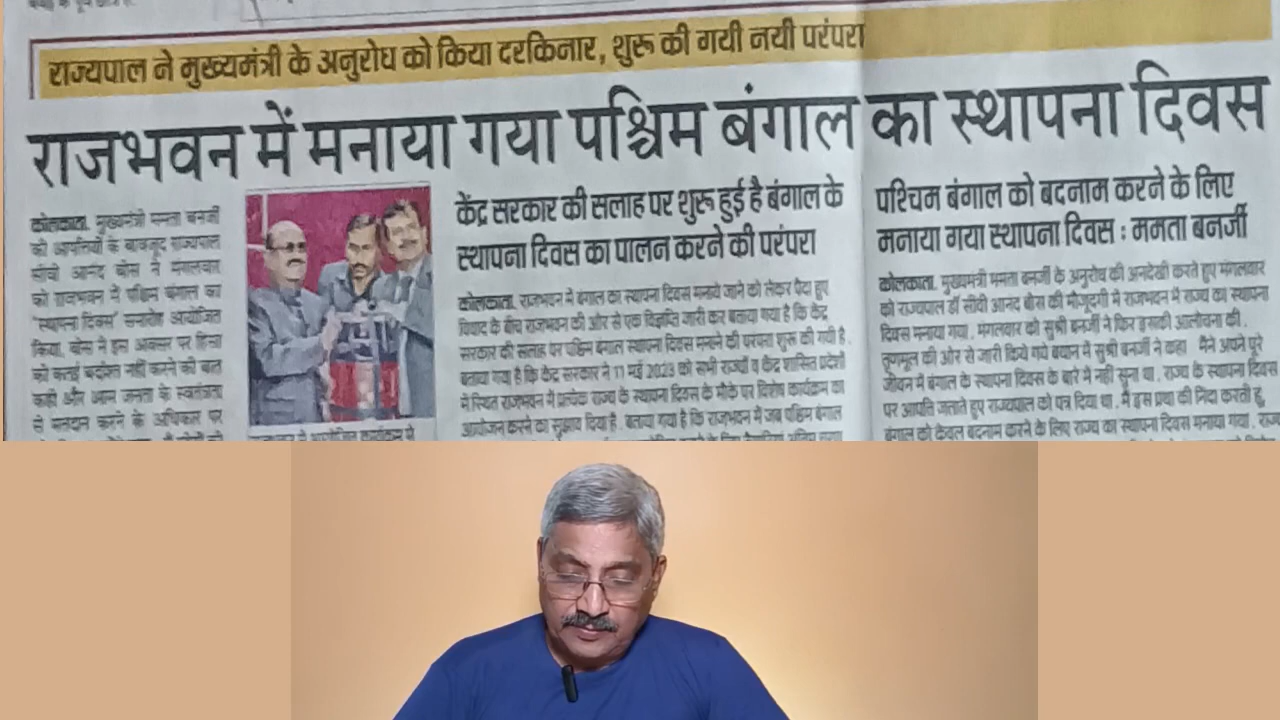 राज्यपाल ने मुख्यमंत्री के अनुरोध को किया दरकिनार, शुरू की गयी नयी परंपरा
राजभवन में मनाया गया पश्चिम बंगाल का स्थापना दिवस
कोलकाता. मुख्यमंत्री ममता बनर्जी
की आपत्तियों के बावजूद राज्यपाल
सीवी आनंद बोस ने मंगलवार
को राजभवन में पश्चिम बंगाल का
'स्थापना दिवस' समारोह आयोजित
किया. बोस ने इस अवसर पर हिंसा
को कतई बर्दाश्त नहीं करने की बात
कही और आम जनता के स्वतंत्रता
से मतदान करने के अधिकार पर
केंद्र सरकार की सलाह पर शुरू हुई है बंगाल के
स्थापना दिवस का पालन करने की परंपरा
कोलकाता. राजभवन में बंगाल का स्थापना दिवस मनाये जाने को लेकर पैदा हुए
विवाद के बीच राजभवन की ओर से एक विज्ञप्ति जारी कर बताया गया है कि केंद्र
सरकार की सलाह पर पश्चिम बंगाल स्थापना दिवस मनाने की परंपरा शुरू की गयी है.
बताया गया है कि केंद्र सरकार ने 11 मई 2023 को सभी राज्यों व केंद्र शासित प्रदेशों
में स्थित राजभवन में प्रत्येक राज्य के स्थापना दिवस के मौके पर विशेष कार्यक्रम का
आयोजन करने का सुझाव दिया है. बताया गया है कि राजभवन में जब पश्चिम बंगाल
पश्चिम बंगाल को बदनाम करने के लिए
मनाया गया स्थापना दिवस : ममता बनर्जी
कोलकाता. मुख्यमंत्री ममता बनर्जी के अनुरोध की अनदेखी करते हुए मंगलवार
को राज्यपाल डॉ सीवी आनंद बोस की मौजूदगी में राजभवन में राज्य का स्थापना
दिवस मनाया गया. मंगलवार को सुश्री बनर्जी ने फिर इसकी आलोचना की.
तृणमूल की ओर से जारी किये गये बयान में सुश्री बनर्जी ने कहा मैंने अपने पूरे
जीवन में बंगाल के स्थापना दिवस के बारे में नहीं सुना था. राज्य के स्थापना दिवस
पर आपत्ति जताते हुए राज्यपाल को पत्र दिया था. मैं इस प्रथा की निंदा करती हूं.
बंगाल को केवल बदनाम करने के लिए राज्य का स्थापना दिवस मनाया गया.